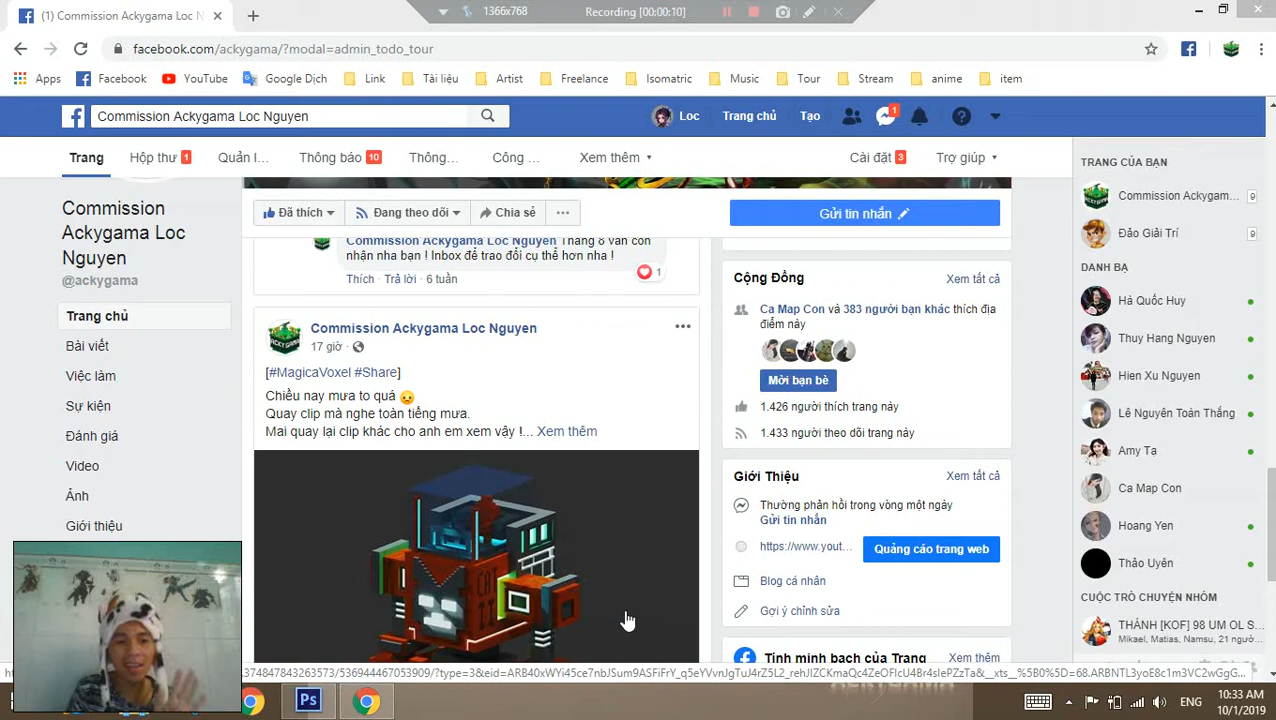 1366x768
Recording [00:00:10]
(1) Commission Ackygama Loc N
facebook.com/ackygama/?modal=admin_todo_tour
Apps
Facebook
YouTube
Google Dịch
Link
Tài liệu
Artist
Freelance
Isomatric
Music
Tour
Stream
anime
item
Commission Ackygama Loc Nguyen
Loc
Trang chủ
Tạo
1
Trang
Hộp thư 1
Quản l...
Thông báo 10
Thông...
Công ...
Xem thêm
Cài đặt 3
Trợ giúp
Commission
Ackygama Loc
Nguyen
@ackygama
Trang chủ
Bài viết
Việc làm
Sự kiện
Đánh giá
Video
Ảnh
Giới thiệu
Đã thích
Đang theo dõi
Chia sẻ
Gửi tin nhắn
Commission Ackygama Loc Nguyen Tháng 8 vẫn còn
nhận nha bạn ! Inbox để trao đổi cụ thể hơn nha !
1
Thích · Trả lời · 6 tuần
Commission Ackygama Loc Nguyen
17 giờ ·
[#MagicaVoxel #Share]
Chiều nay mưa to quá
Quay clip mà nghe toàn tiếng mưa.
Mai quay lại clip khác cho anh em xem vậy !... Xem thêm
Cộng Đồng
Xem tất cả
Ca Map Con và 383 người bạn khác thích địa
điểm này
Mời bạn bè
1.426 người thích trang này
1.433 người theo dõi trang này
Giới Thiệu
Xem tất cả
Thường phản hồi trong vòng một ngày
Gửi tin nhắn
https://www.yout...
Quảng cáo trang web
Blog cá nhân
Gợi ý chỉnh sửa
Tính minh bạch của Trang
Xem thêm
TRANG CỦA BẠN
Commission Ackygam...
9
Đảo Giải Trí
9
DANH BẠ
Hà Quốc Huy
Thuy Hang Nguyen
Hien Xu Nguyen
Lê Nguyên Toàn Thắng
Amy Tạ
Ca Map Con
Hoang Yen
Thảo Uyên
CUỘC TRÒ CHUYỆN NHÓM
THÁNH [KOF] 98 UM OL S...
Mikael, Matias, Namsu, 21 ngườ...
Ps
ENG
10:33 AM
10/1/2019